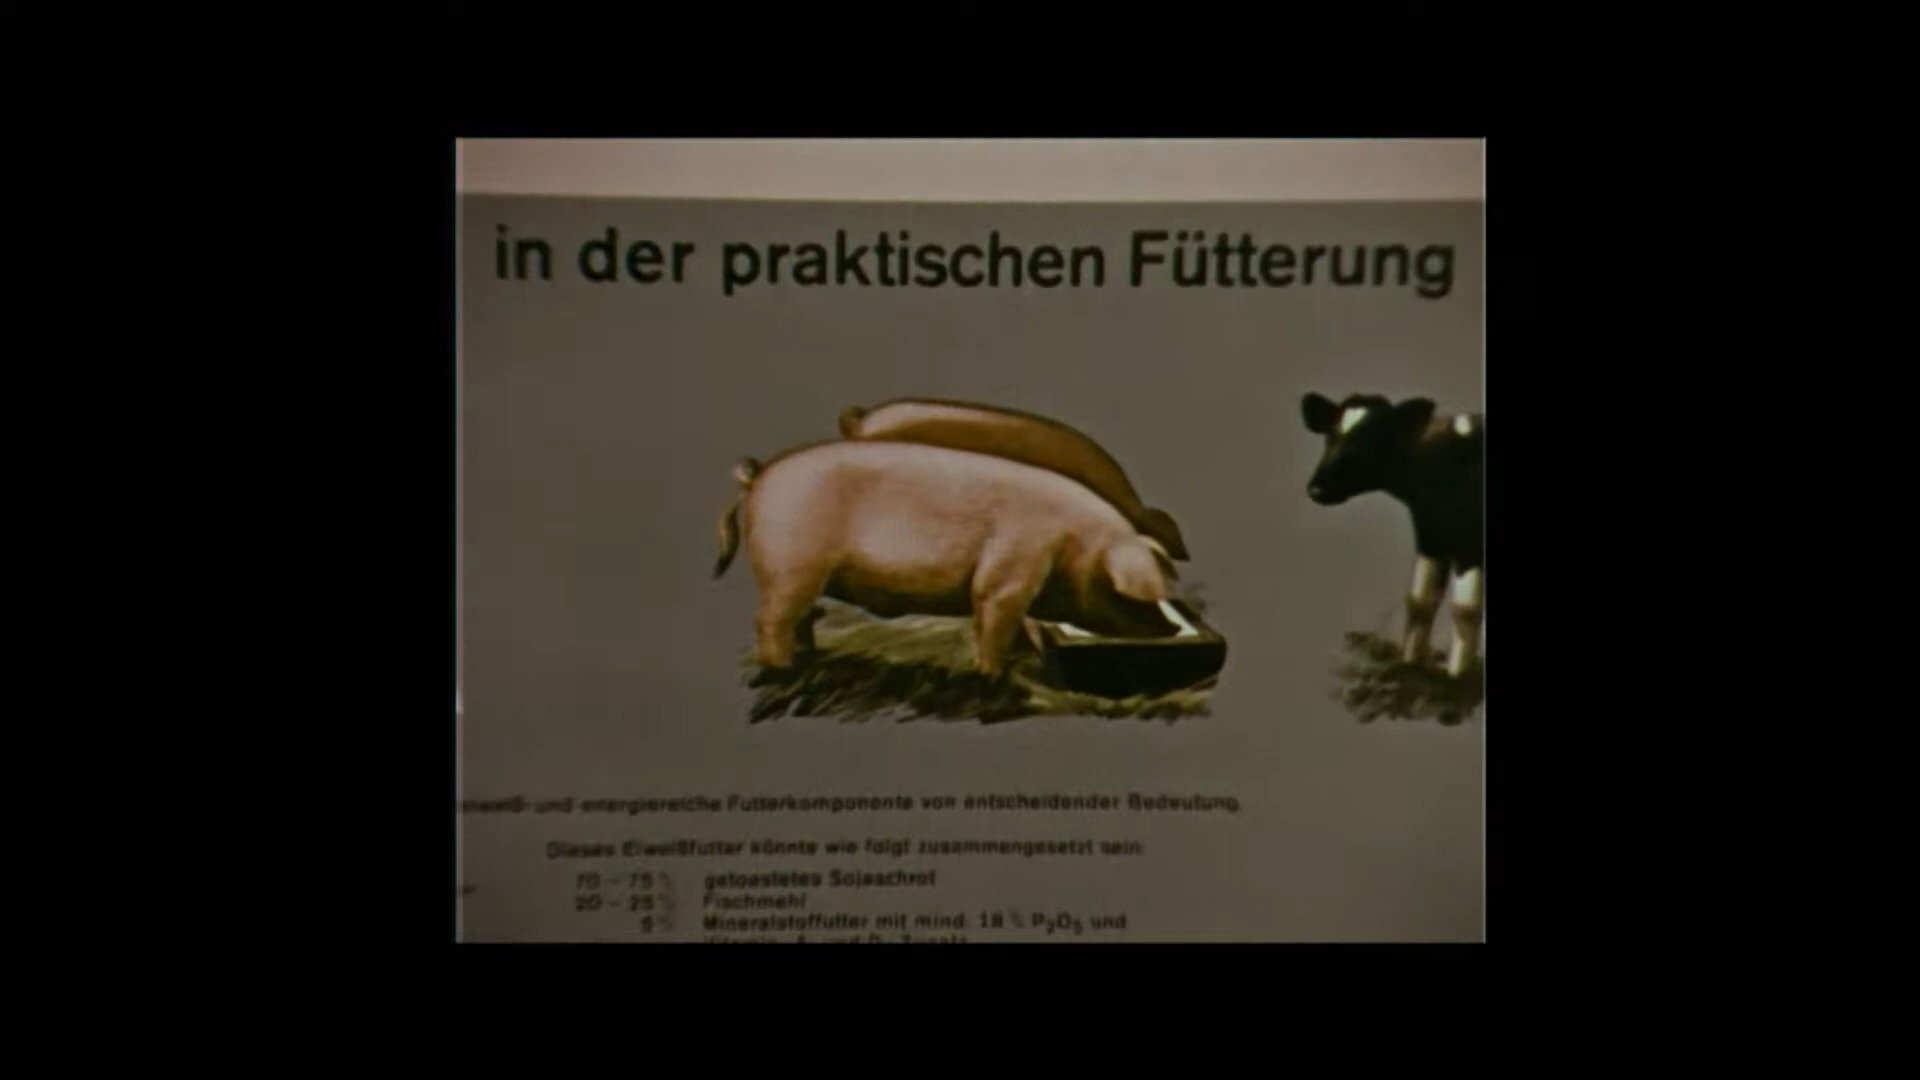 in der praktischen Fütterung
und energiereiche Futterkomponente von entscheidender Bedeutung.
Dieses Eiweißfutter könnte wie folgt zusammengesetzt sein:
70 – 75 % getoastetes Sojaschrot
20 – 25 % Fischmehl
5 % Mineralstoffutter mit mind. 18 % P₂O₅ und